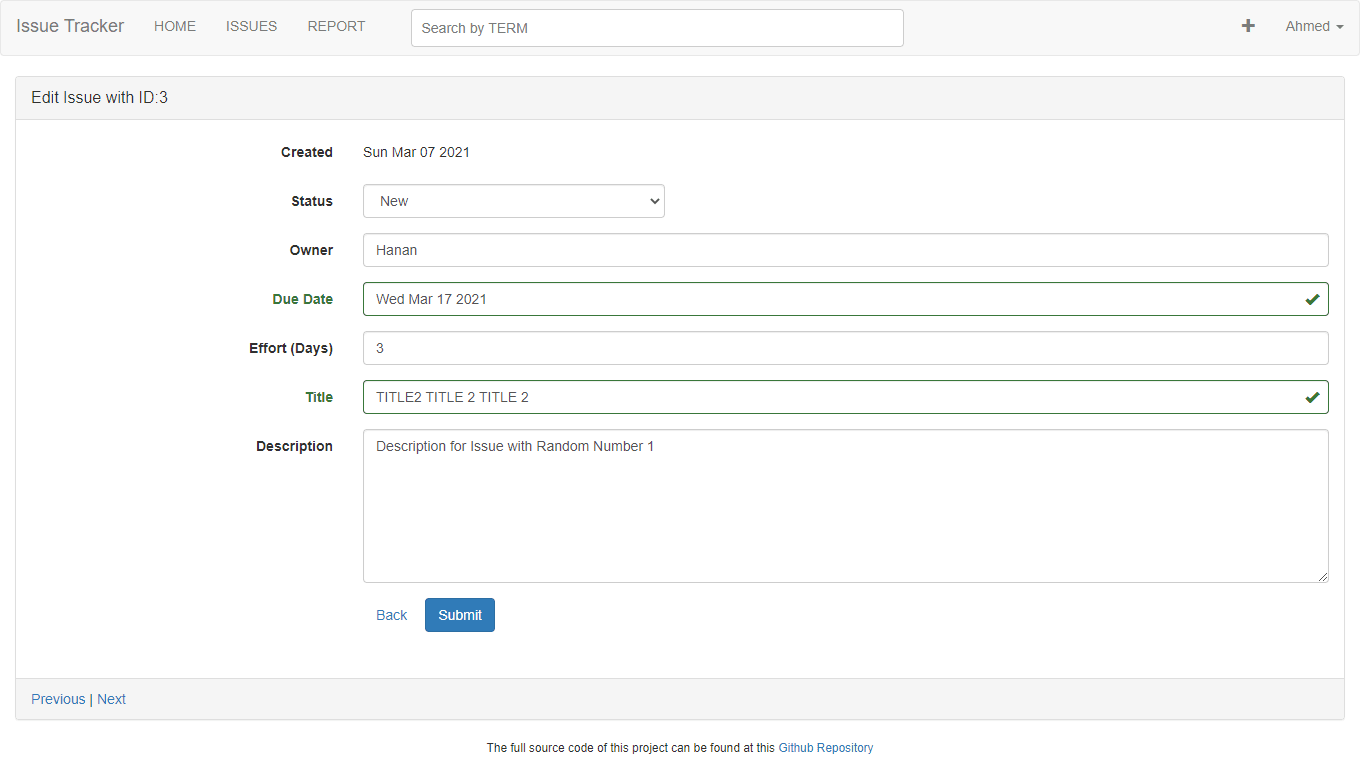 Issue Tracker HOME ISSUES REPORT Search by TERM Ahmed
Edit Issue with ID:3
Created Sun Mar 07 2021
Status New
Owner Hanan
Due Date Wed Mar 17 2021
Effort (Days) 3
Title TITLE2 TITLE 2 TITLE 2
Description Description for Issue with Random Number 1
Back Submit
Previous | Next
The full source code of this project can be found at this Github Repository